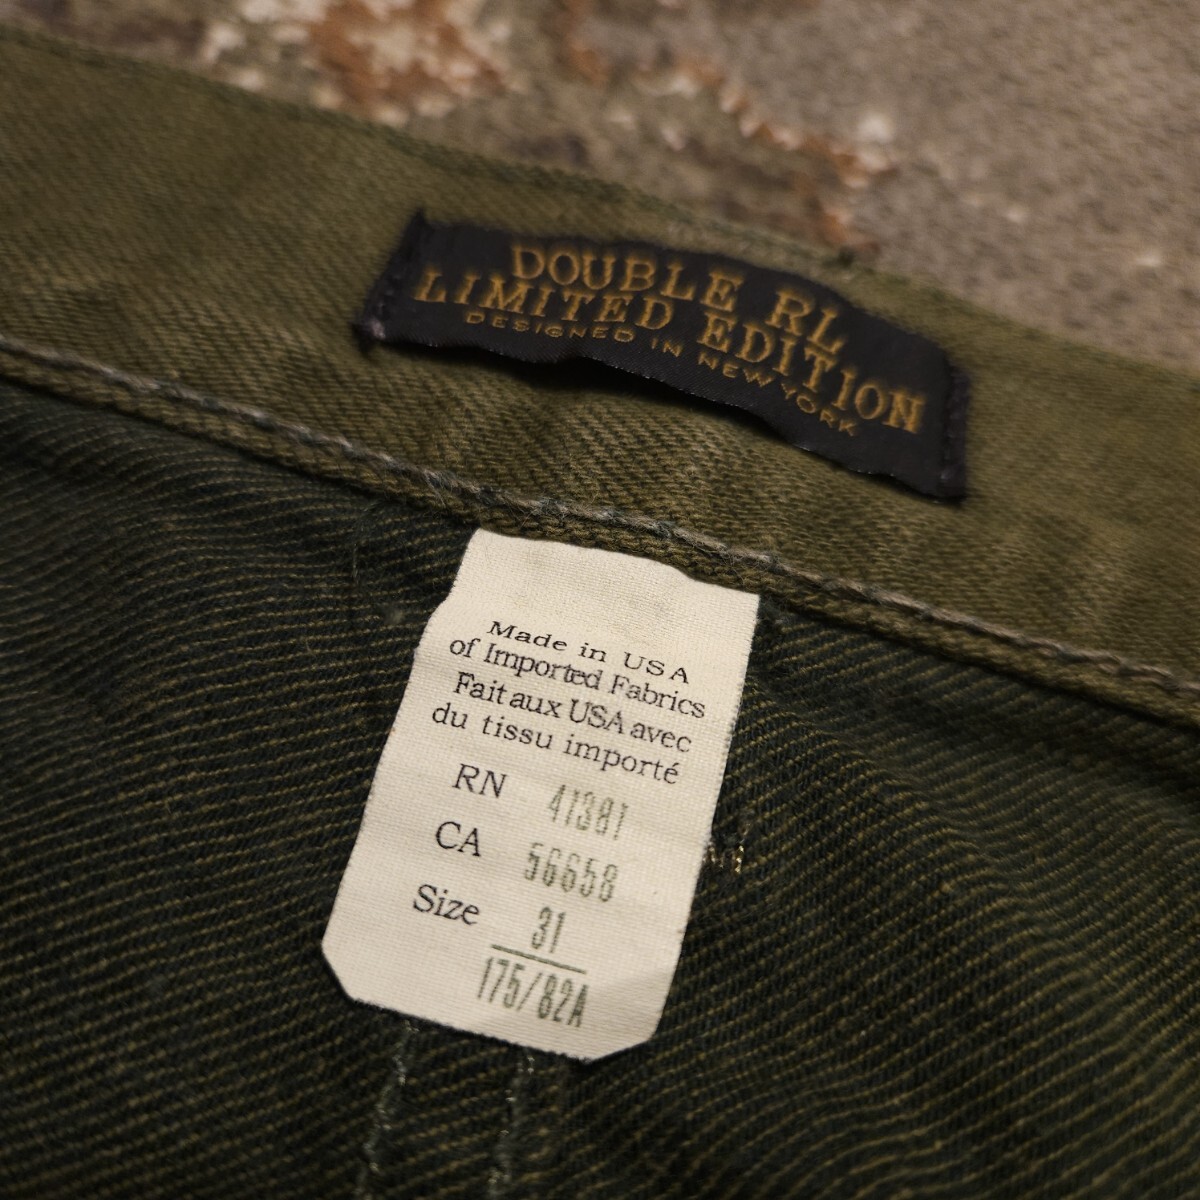 DOUBLE RL
LIMITED EDITION
DESIGNED IN NEW YORK
Made in USA
of Imported Fabrics
Fait aux USA avec
du tissu importé
RN 41381
CA 56658
Size 31
175/82A